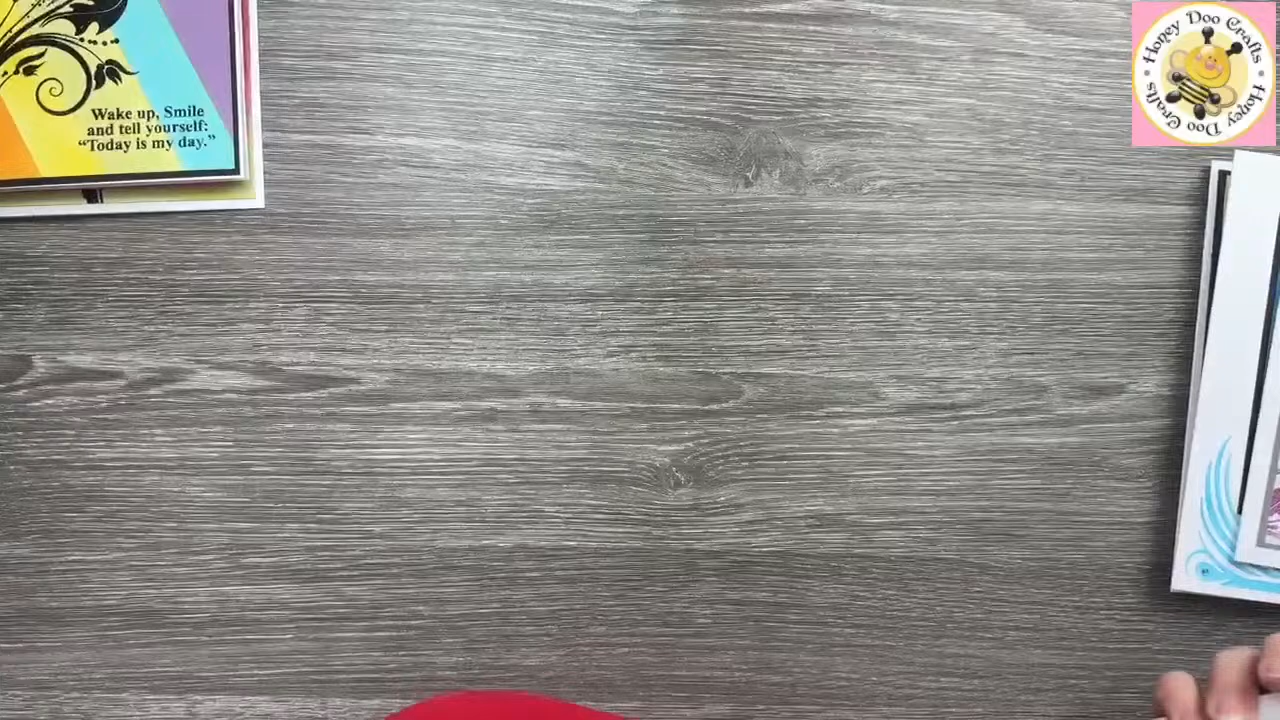 Wake up, Smile
and tell yourself:
“Today is my day.”
Honey Doo Crafts
Honey Doo Crafts